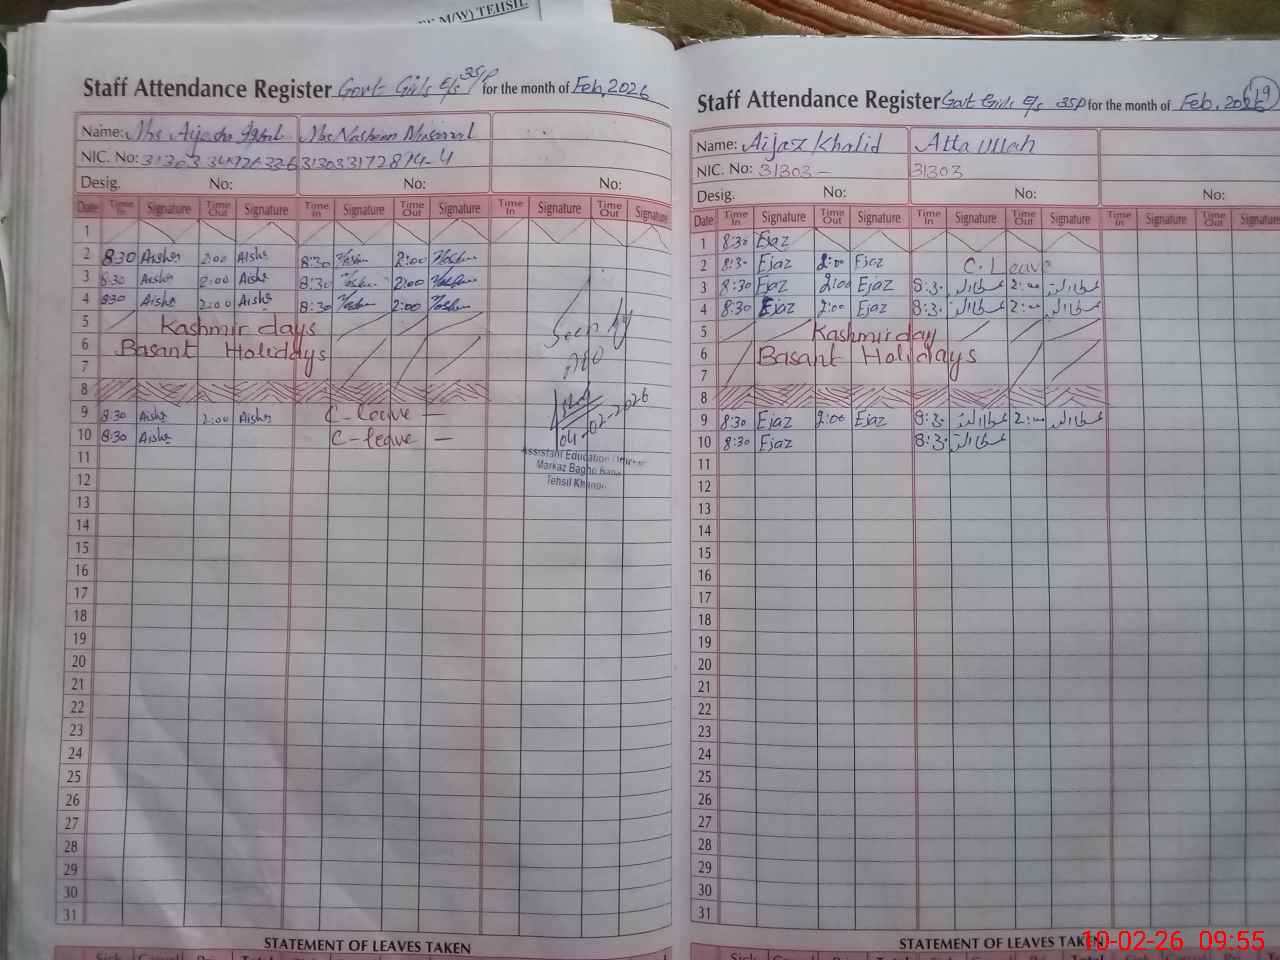 M/W) TEHSIL
Staff Attendance Register Govt Girls E/s 35/P for the month of Feb, 2026
Name: Mrs Nasheen
NIC. No: 31303 31303
Desig. No: No: No:
Date Time In Signature Time Out Signature Time In Signature Time Out Signature Time In Signature Time Out Signature
1
2 8:30 Aisha 2:00 Aisha 8:30 2:00
3 8:30 Aisha 2:00 Aisha 8:30 2:00
4 8:30 Aisha 2:00 Aisha 8:30 2:00
5 Kashmir days
6 Basant Holidays
7
8
9 8:30 Aisha 2:00 Aisha C-leave —
10 8:30 Aisha C-leave —
11
12
13
14
15
16
17
18
19
20
21
22
23
24
25
26
27
28
29
30
31
Seen by
AEO
04-02-2026
Assistant Education Officer
Markaz Bagho Bahar
Tehsil Khanpur
STATEMENT OF LEAVES TAKEN
Staff Attendance Register Govt Girls E/s 35P for the month of Feb, 2026
19
Name: Aijaz Khalid Atta ullah
NIC. No: 31303 – 31303
Desig. No: No: No:
Date Time In Signature Time Out Signature Time In Signature Time Out Signature Time In Signature Time Out Signature
1 8:30 Ejaz
2 8:30 Ejaz 2:00 Ejaz C. Leave
3 8:30 Ejaz 2:00 Ejaz 8:30 عطااللہ 2:00 عطااللہ
4 8:30 Ejaz 2:00 Ejaz 8:30 عطااللہ 2:00 عطااللہ
5 Kashmir day
6 Basant Holidays
7
8
9 8:30 Ejaz 2:00 Ejaz 8:30 عطااللہ 2:00 عطااللہ
10 8:30 Ejaz 8:30 عطااللہ
11
12
13
14
15
16
17
18
19
20
21
22
23
24
25
26
27
28
29
30
31
STATEMENT OF LEAVES TAKEN
10-02-26 09:55